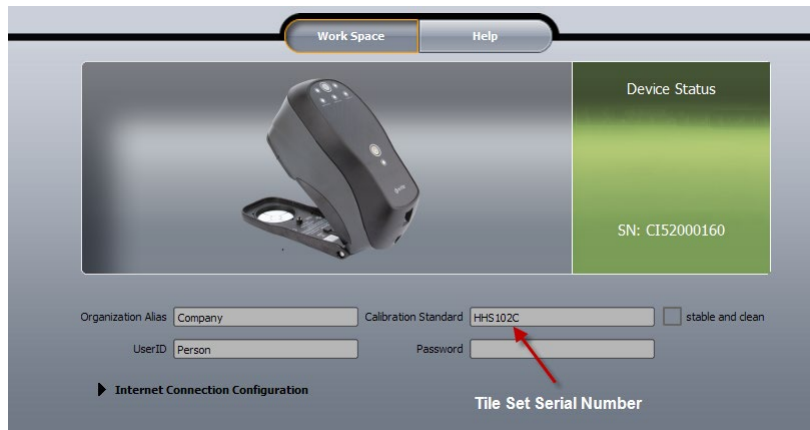 Work Space Help
Device Status
SN: CI52000160
Organization Alias Company Calibration Standard HHS102C stable and clean
UserID Person Password
Internet Connection Configuration
Tile Set Serial Number